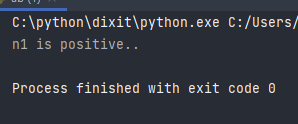 C:\python\dixit\python.exe C:/Users/
n1 is positive..
Process finished with exit code 0